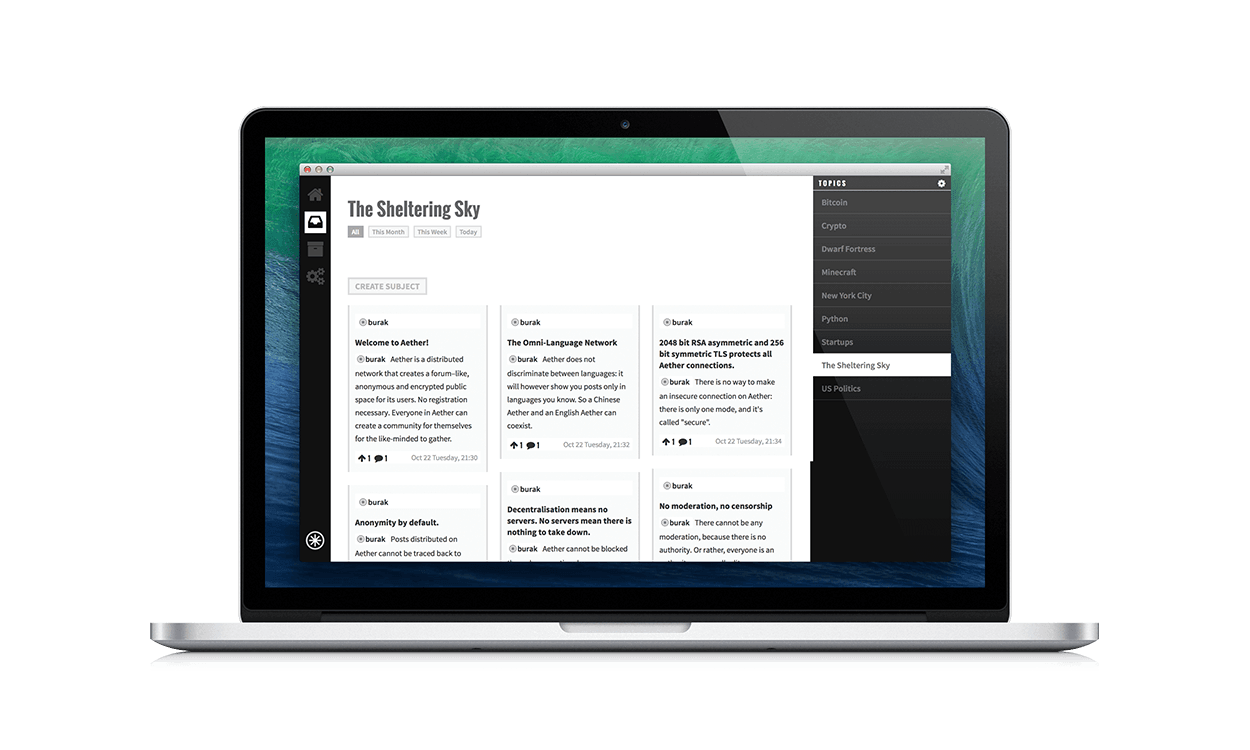 The Sheltering Sky
All
This Month
This Week
Today
CREATE SUBJECT
burak
Welcome to Aether!
burak Aether is a distributed
network that creates a forum–like,
anonymous and encrypted public
space for its users. No registration
necessary. Everyone in Aether can
create a community for themselves
for the like-minded to gather.
1 1 Oct 22 Tuesday, 21:30
burak
Anonymity by default.
burak Posts distributed on
Aether cannot be traced back to
burak
The Omni-Language Network
burak Aether does not
discriminate between languages: it
will however show you posts only in
languages you know. So a Chinese
Aether and an English Aether can
coexist.
1 1 Oct 22 Tuesday, 21:32
burak
Decentralisation means no
servers. No servers mean there is
nothing to take down.
burak Aether cannot be blocked
burak
2048 bit RSA asymmetric and 256
bit symmetric TLS protects all
Aether connections.
burak There is no way to make
an insecure connection on Aether:
there is only one mode, and it's
called "secure".
1 1 Oct 22 Tuesday, 21:34
burak
No moderation, no censorship
burak There cannot be any
moderation, because there is no
authority. Or rather, everyone is an
TOPICS
Bitcoin
Crypto
Dwarf Fortress
Minecraft
New York City
Python
Startups
The Sheltering Sky
US Politics